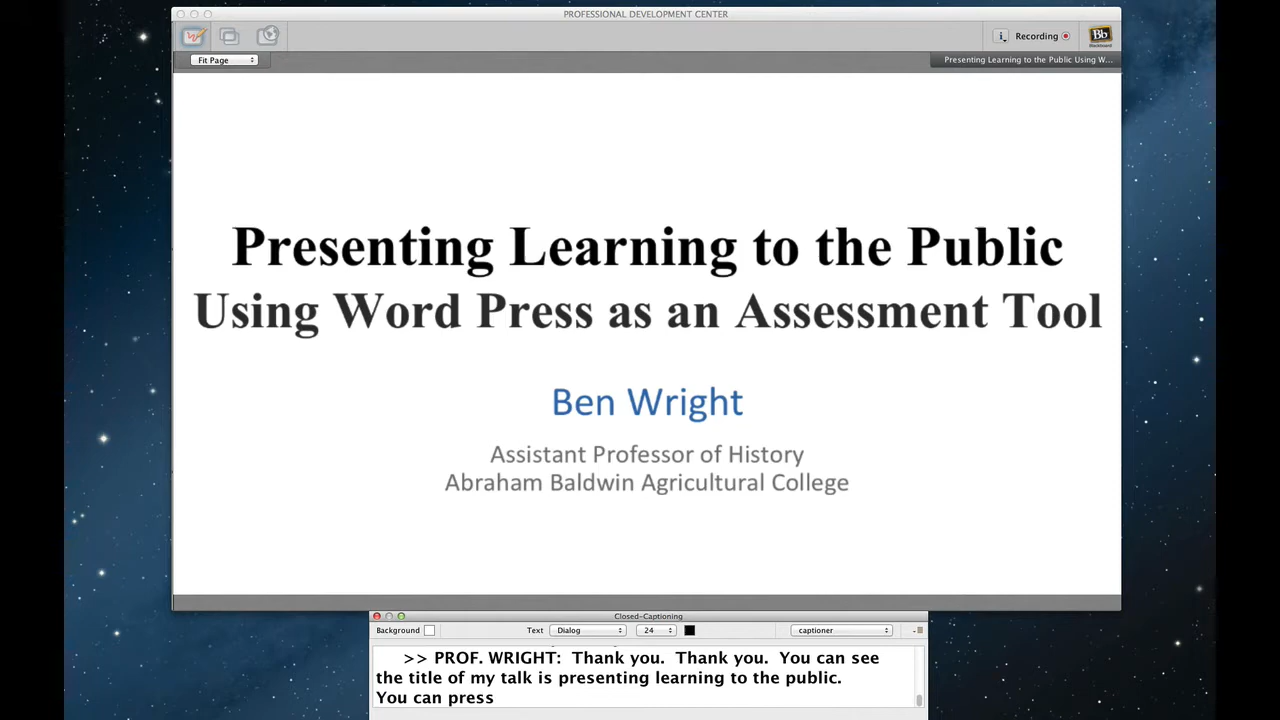 PROFESSIONAL DEVELOPMENT CENTER
i Recording
Bb
Blackboard
Fit Page
Presenting Learning to the Public Using W...
Presenting Learning to the Public
Using Word Press as an Assessment Tool
Ben Wright
Assistant Professor of History
Abraham Baldwin Agricultural College
Closed-Captioning
Background Text Dialog 24 captioner
>> PROF. WRIGHT: Thank you. Thank you. You can see
the title of my talk is presenting learning to the public.
You can press